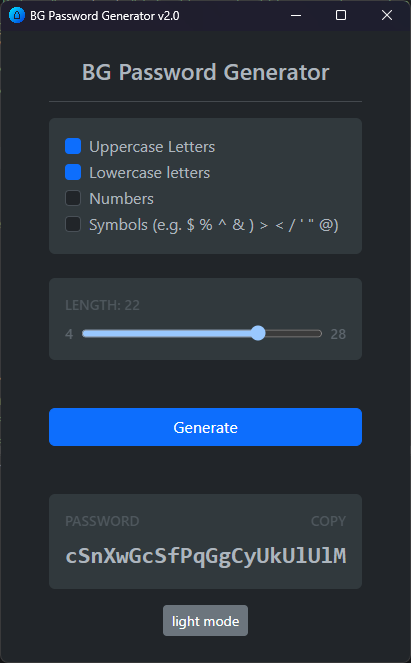 BG Password Generator v2.0
BG Password Generator
Uppercase Letters
Lowercase letters
Numbers
Symbols (e.g. $ % ^ & ) > < / ' " @)
LENGTH: 22
4 28
Generate
PASSWORD COPY
cSnXwGcSfPqGgCyUkUlUlM
light mode